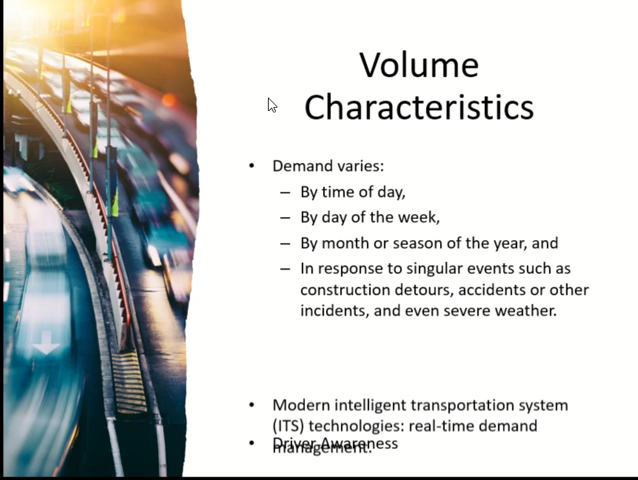 Volume
Characteristics
• Demand varies:
– By time of day,
– By day of the week,
– By month or season of the year, and
– In response to singular events such as
construction detours, accidents or other
incidents, and even severe weather.
• Modern intelligent transportation system
(ITS) technologies: real-time demand
management.
• Driver Awareness